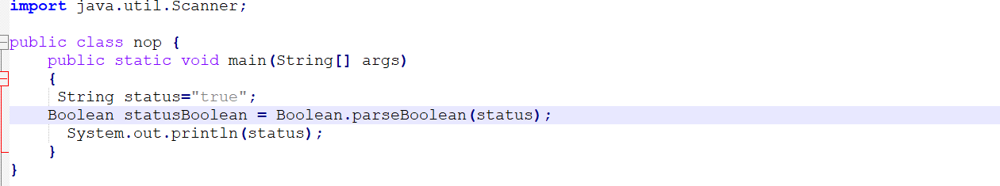 import java.util.Scanner;
public class nop {
public static void main(String[] args)
{
String status="true";
Boolean statusBoolean = Boolean.parseBoolean(status);
System.out.println(status);
}
}